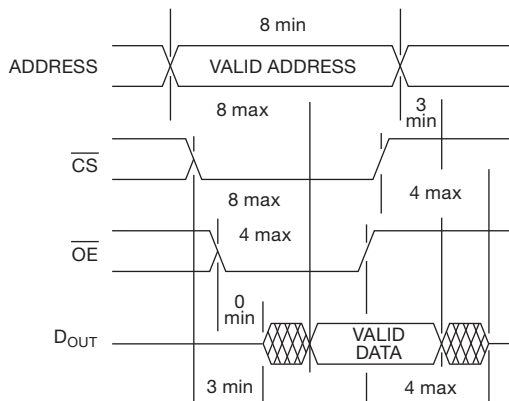 8 min
ADDRESS
VALID ADDRESS
8 max
3
min
CS
4 max
8 max
OE
4 max
0
min
DOUT
VALID
DATA
3 min
4 max